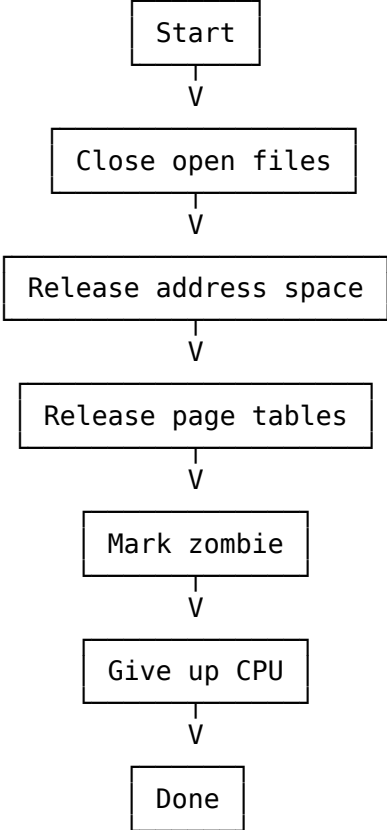 Start
V
Close open files
V
Release address space
V
Release page tables
V
Mark zombie
V
Give up CPU
V
Done